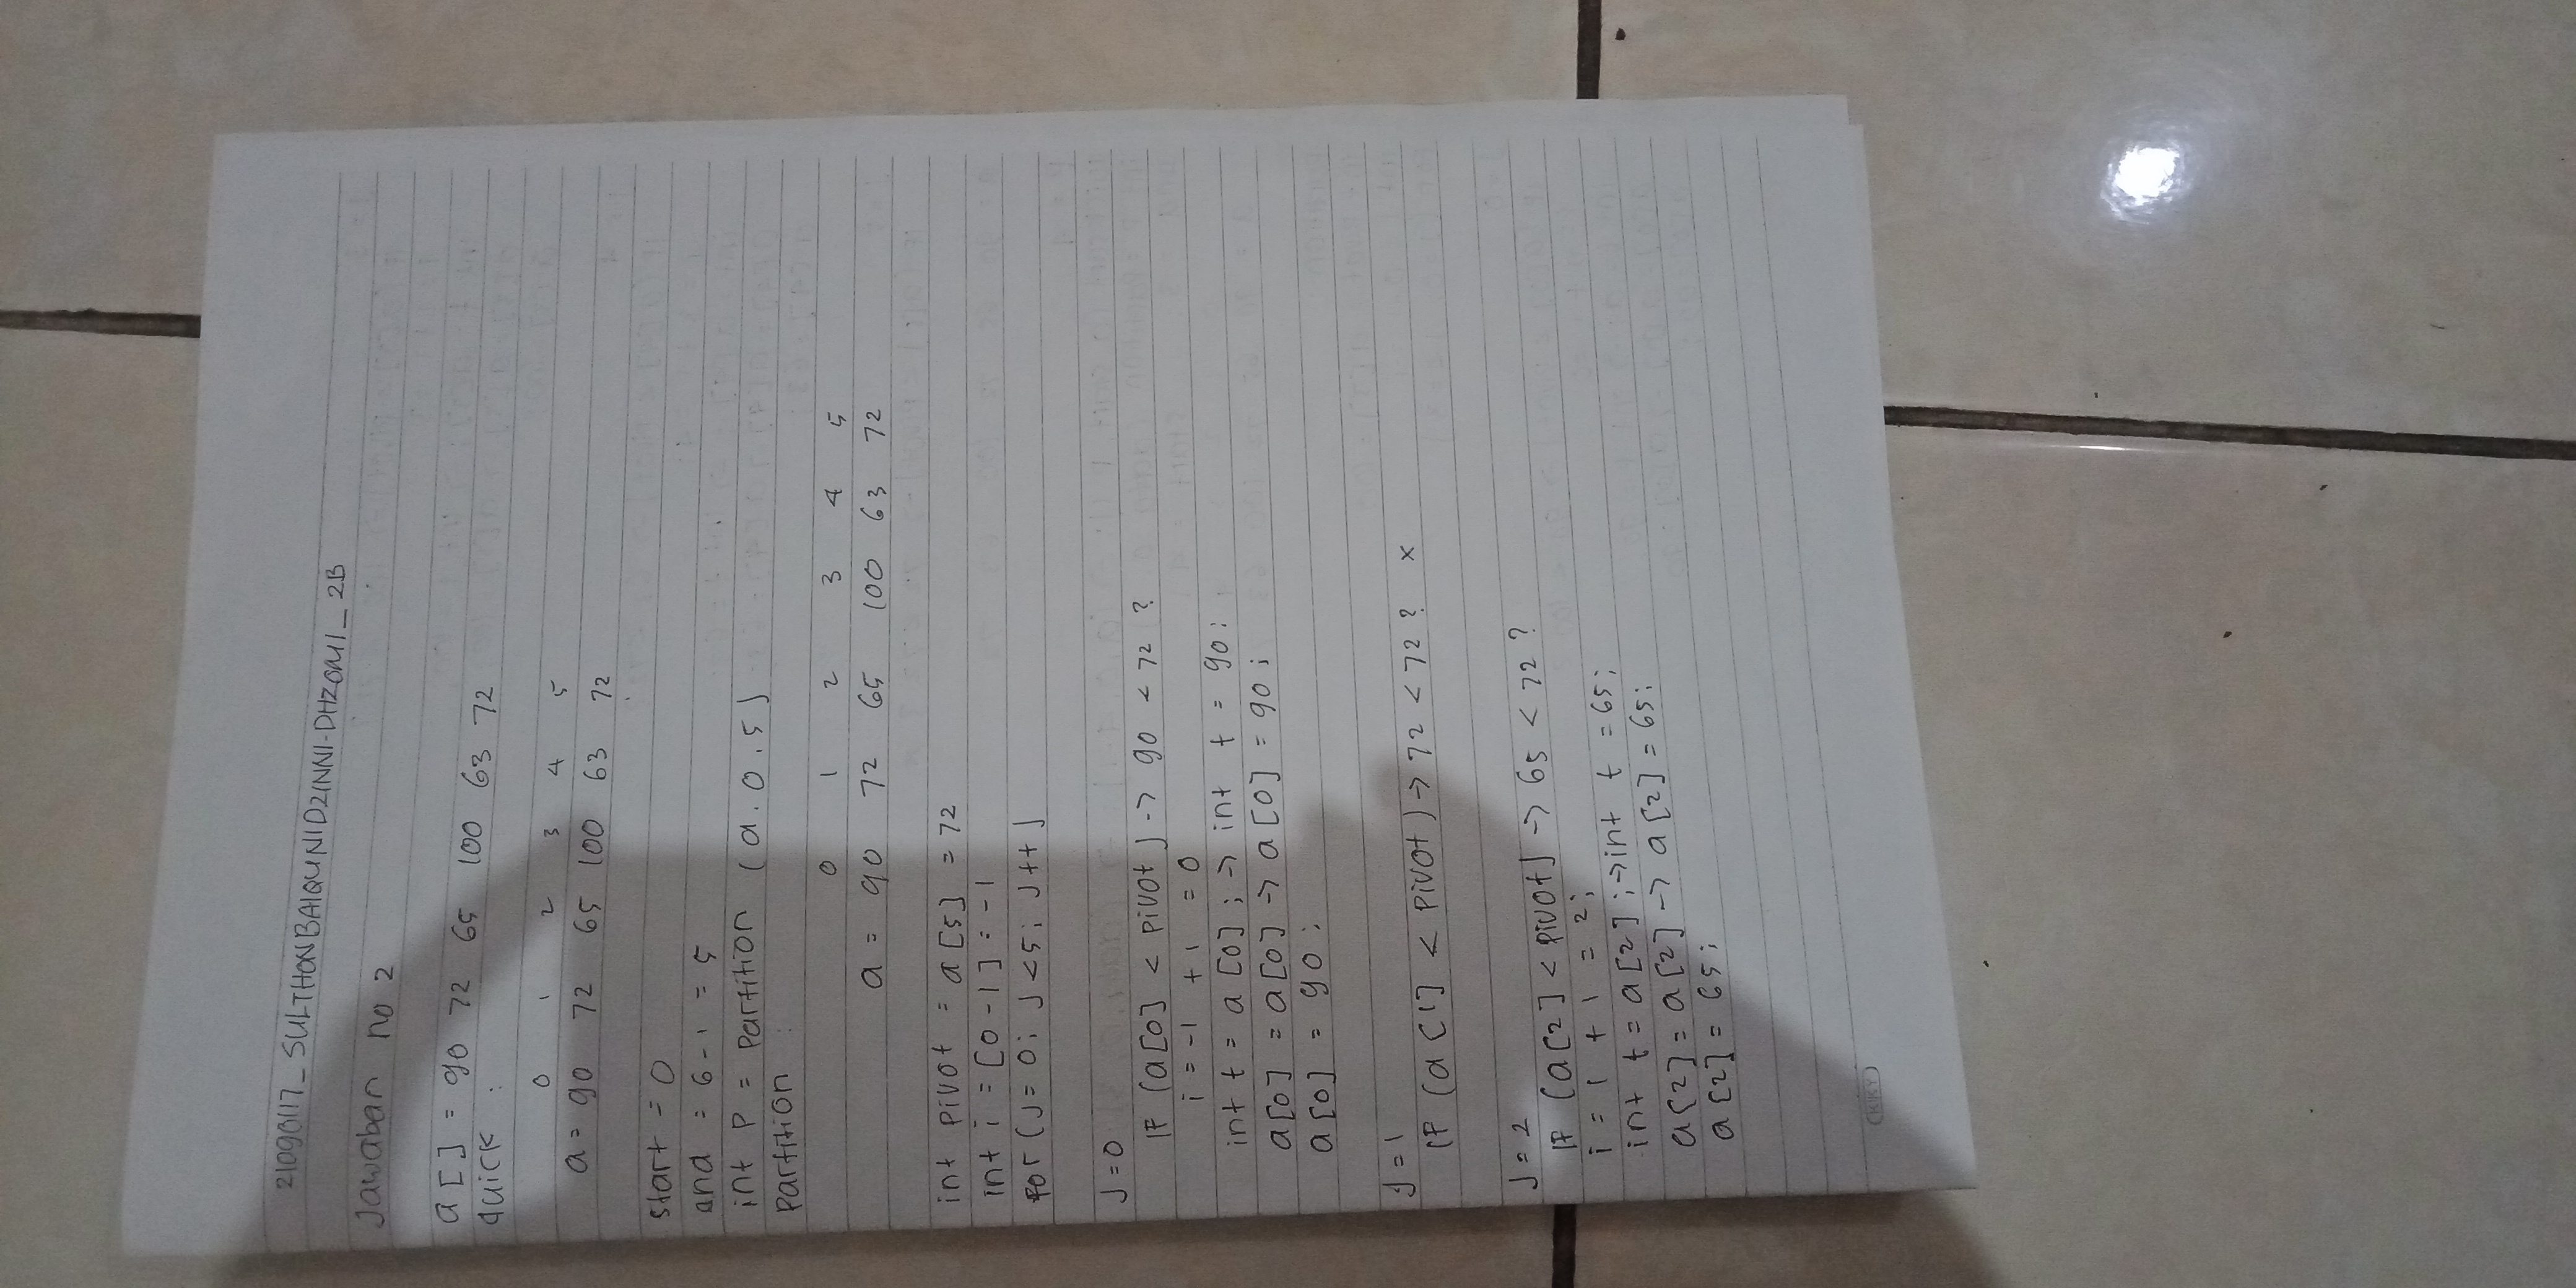 21090117_SULTHONBAIQUNIDZINNI-DHZOMI_2B
Jawaban no 2
a [ ] = 90 72 65 100 63 72
quick :
0 1 2 3 4 5
a = 90 72 65 100 63 72
start = 0
and = 6 - 1 = 5
int P = Partition (a. 0. 5)
Partition :
0 1 2 3 4 5
a = 90 72 65 100 63 72
int pivot = a [5] = 72
int i = [0 - 1] = -1
for (J = 0; J < 5; J++)
J = 0
IF (a[0] < pivot) -> 90 < 72 ?
i = -1 + 1 = 0
int t = a [0] ; -> int t = 90 ;
a[0] = a[0] -> a [0] = 90 ;
a[0] = 90 ;
J = 1
IF (a [1] < Pivot) -> 72 < 72 ? x
J = 2
IF (a[2] < pivot) -> 65 < 72 ?
i = 1 + 1 = 2;
int t = a [2] ; -> int t = 65;
a[2] = a [2] -> a [2] = 65;
a [2] = 65 ;
KIKY